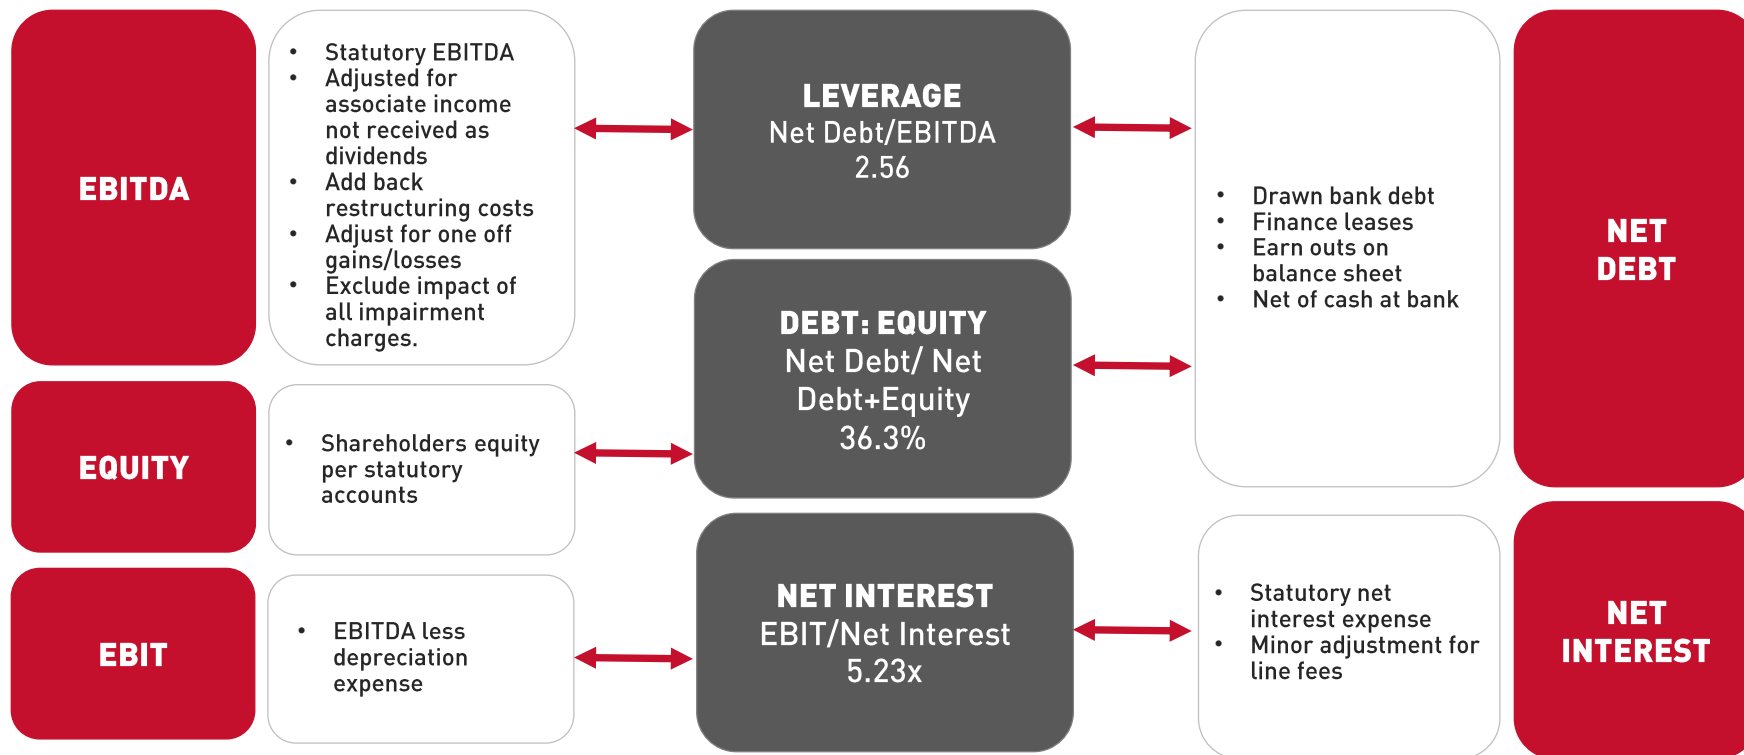 EBITDA
• Statutory EBITDA
• Adjusted for
associate income
not received as
dividends
• Add back
restructuring costs
• Adjust for one off
gains/losses
• Exclude impact of
all impairment
charges.
LEVERAGE
Net Debt/EBITDA
2.56
• Drawn bank debt
• Finance leases
• Earn outs on
balance sheet
• Net of cash at bank
NET
DEBT
EQUITY
• Shareholders equity
per statutory
accounts
DEBT: EQUITY
Net Debt/ Net
Debt+Equity
36.3%
EBIT
• EBITDA less
depreciation
expense
NET INTEREST
EBIT/Net Interest
5.23x
• Statutory net
interest expense
• Minor adjustment for
line fees
NET
INTEREST